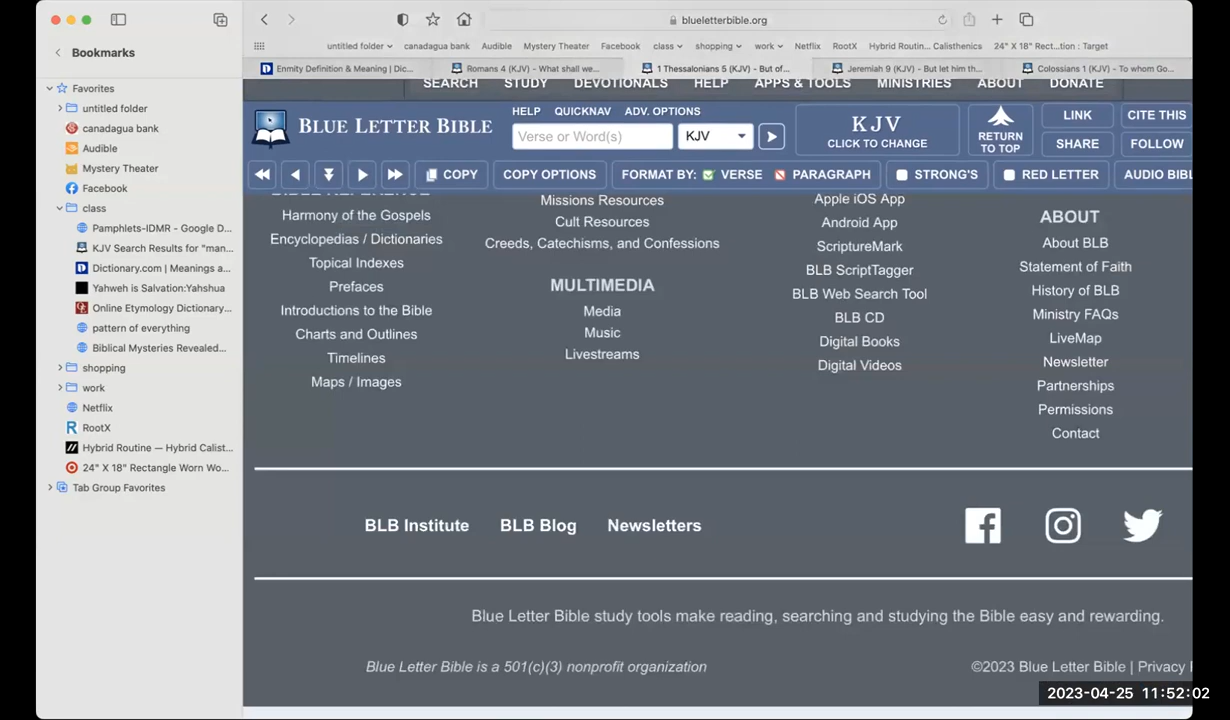 blueletterbible.org
Bookmarks
untitled folder canadagua bank Audible Mystery Theater Facebook class shopping work Netflix RootX Hybrid Routin... Calisthenics 24" X 18" Rect...tion : Target
Enmity Definition & Meaning | Dic... Romans 4 (KJV) - What shall we... 1 Thessalonians 5 (KJV) - But of... Jeremiah 9 (KJV) - But let him th... Colossians 1 (KJV) - To whom Go...
Favorites
untitled folder
canadagua bank
Audible
Mystery Theater
Facebook
class
Pamphlets-IDMR - Google D...
KJV Search Results for "man...
Dictionary.com | Meanings a...
Yahweh is Salvation:Yahshua
Online Etymology Dictionary...
pattern of everything
Biblical Mysteries Revealed...
shopping
work
Netflix
RootX
Hybrid Routine — Hybrid Calist...
24" X 18" Rectangle Worn Wo...
Tab Group Favorites
SEARCH STUDY DEVOTIONALS HELP APPS & TOOLS MINISTRIES ABOUT DONATE
BLUE LETTER BIBLE
HELP QUICKNAV ADV. OPTIONS
Verse or Word(s) KJV
KJV
CLICK TO CHANGE
RETURN
TO TOP
LINK CITE THIS
SHARE FOLLOW
COPY COPY OPTIONS FORMAT BY: VERSE PARAGRAPH STRONG'S RED LETTER AUDIO BIBL
BIBLE REFERENCE
Harmony of the Gospels
Encyclopedias / Dictionaries
Topical Indexes
Prefaces
Introductions to the Bible
Charts and Outlines
Timelines
Maps / Images
Missions Resources
Cult Resources
Creeds, Catechisms, and Confessions
MULTIMEDIA
Media
Music
Livestreams
Apple iOS App
Android App
ScriptureMark
BLB ScriptTagger
BLB Web Search Tool
BLB CD
Digital Books
Digital Videos
ABOUT
About BLB
Statement of Faith
History of BLB
Ministry FAQs
LiveMap
Newsletter
Partnerships
Permissions
Contact
BLB Institute BLB Blog Newsletters
Blue Letter Bible study tools make reading, searching and studying the Bible easy and rewarding.
Blue Letter Bible is a 501(c)(3) nonprofit organization
©2023 Blue Letter Bible | Privacy
2023-04-25 11:52:02